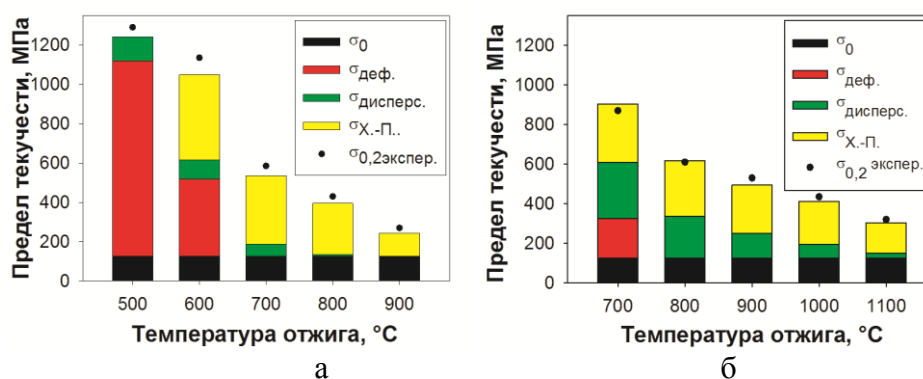 Предел текучести, МПа
1200
1000
800
600
400
200
0
500 600 700 800 900
Температура отжига, °C
σ0
σдеф.
σдисперс.
σХ.-П..
σ0,2экспер.
а
Предел текучести, МПа
1200
1000
800
600
400
200
0
700 800 900 1000 1100
Температура отжига, °C
σ0
σдеф.
σдисперс.
σХ.-П.
σ0,2 экспер.
б